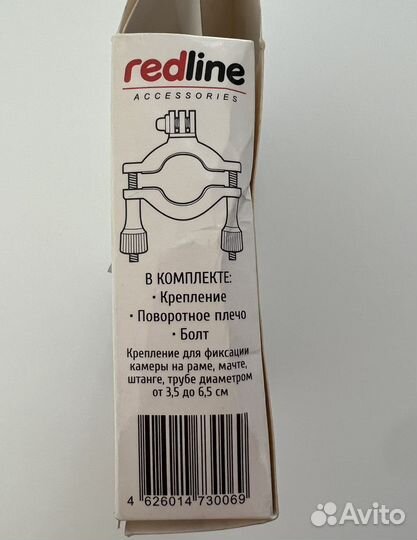 redline
ACCESSORIES
В КОМПЛЕКТЕ:
· Крепление
· Поворотное плечо
· Болт
Крепление для фиксации
камеры на раме, мачте,
штанге, трубе диаметром
от 3,5 до 6,5 см
4 626014 730069
Avito